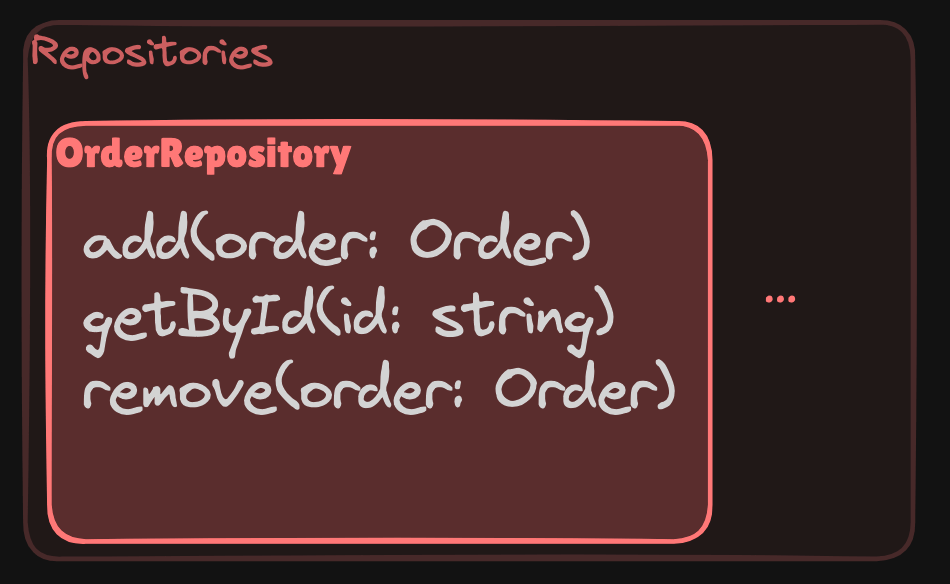 Repositories
OrderRepository
add(order: Order)
getById(id: string)
...
remove(order: Order)